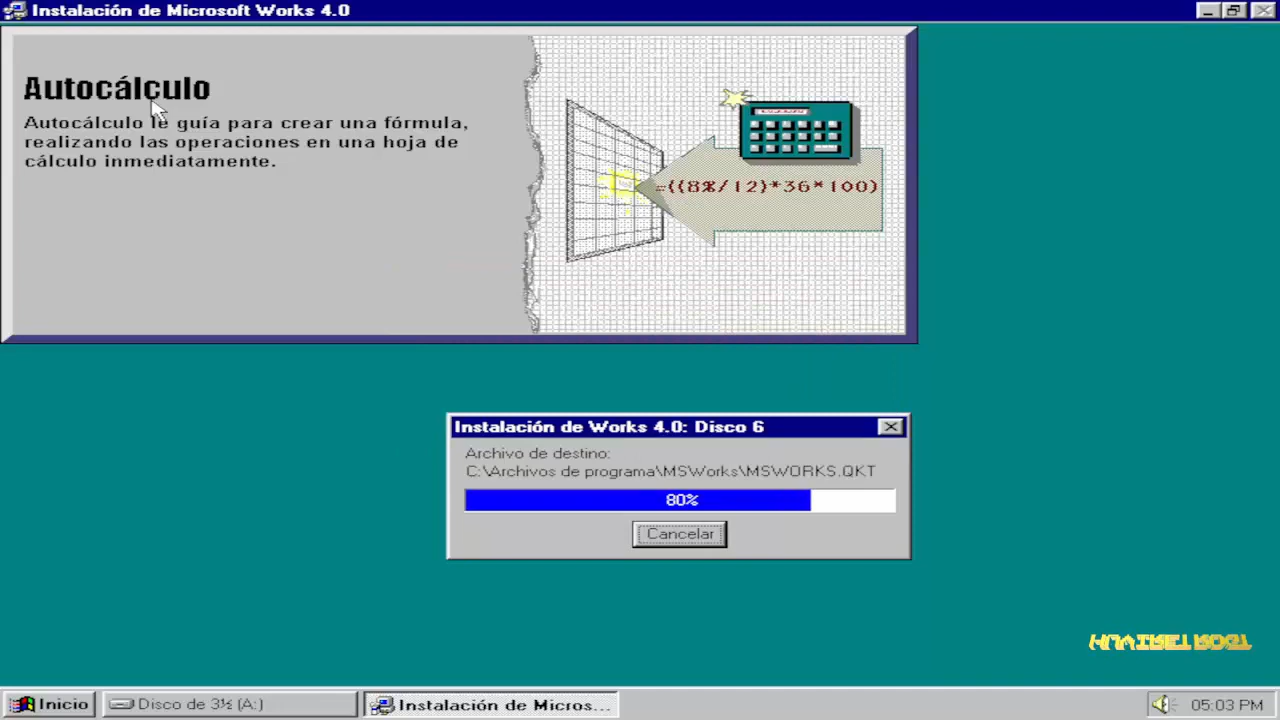 Instalación de Microsoft Works 4.0
Autocálculo
Autocálculo le guía para crear una fórmula,
realizando las operaciones en una hoja de
cálculo inmediatamente.
=((8%/12)*36*100)
Instalación de Works 4.0: Disco 6
Archivo de destino:
C:\Archivos de programa\MSWorks\MSWORKS.QKT
80%
Cancelar
Inicio
Disco de 3½ (A:)
Instalación de Micros...
05:03 PM